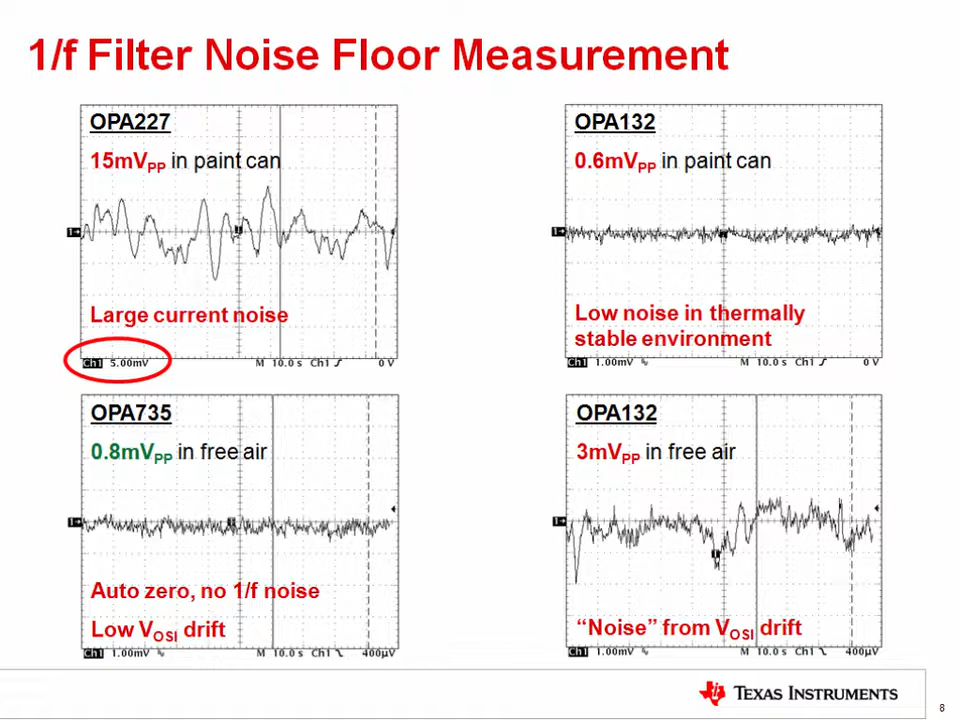 1/f Filter Noise Floor Measurement
OPA227
15mVPP in paint can
1
T
Large current noise
Ch1 5.00mV M 10.0 s Ch1 0 V
OPA132
0.6mVPP in paint can
1
Low noise in thermally
stable environment
Ch1 1.00mV M 10.0 s Ch1 0 V
OPA735
0.8mVPP in free air
1
T
Auto zero, no 1/f noise
Low VOSI drift
Ch1 1.00mV M 10.0 s Ch1 400µV
OPA132
3mVPP in free air
1
T
“Noise” from VOSI drift
Ch1 1.00mV M 10.0 s Ch1 400µV
TEXAS INSTRUMENTS
8